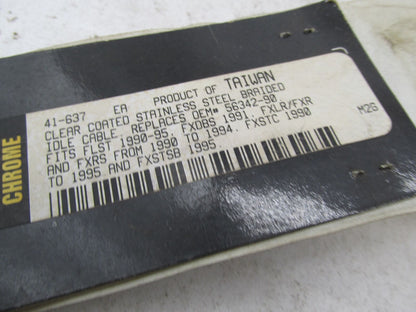 41-637 EA PRODUCT OF TAIWAN
CLEAR COATED STAINLESS STEEL BRAIDED
IDLE CABLE, REPLACES OEM# 56342-90
FITS FLST 1990-95, FXDBS 1991, FXLR/FXR
AND FXRS FROM 1990 TO 1994. FXSTC 1990
TO 1995 AND FXSTSB 1995.
M2G
CHROME